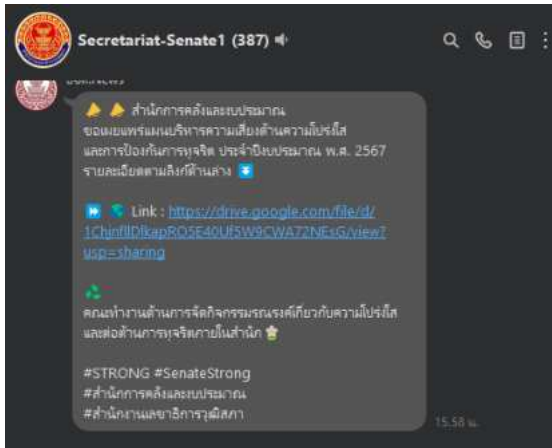 Secretariat-Senate1 (387)
สำนักการคลังและงบประมาณ
ขอเผยแพร่แผนบริหารความเสี่ยงด้านความโปร่งใส
และการป้องกันการทุจริต ประจำปีงบประมาณ พ.ศ. 2567
รายละเอียดตามลิงก์ด้านล่าง
Link : https://drive.google.com/file/d/
usp=sharing
คณะทำงานด้านการจัดกิจกรรมรณรงค์เกี่ยวกับความโปร่งใส
และต่อต้านการทุจริตภายในสำนัก
#STRONG #SenateStrong
#สำนักการคลังและงบประมาณ
#สำนักงานเลขาธิการวุฒิสภา
15.58 น.